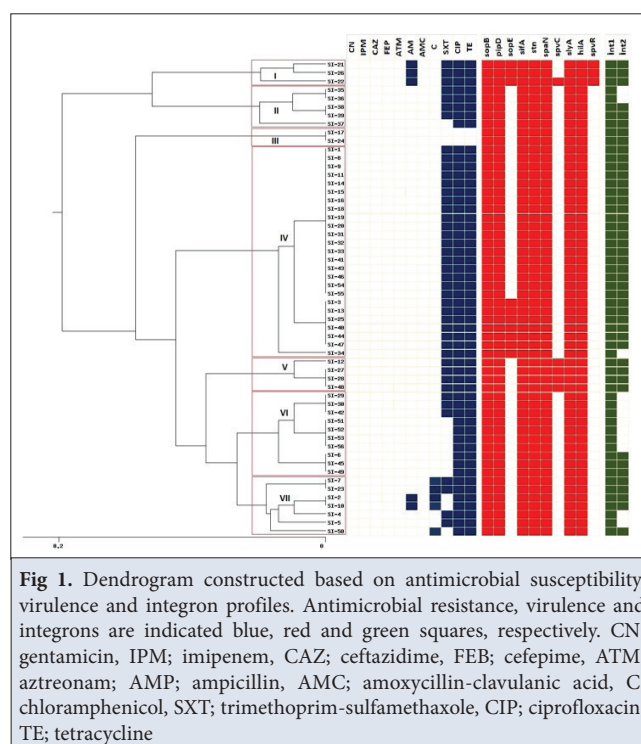 CN IPM CAZ FEP ATM AM AMC C SXT CIP TE sopB pipD sopE sifA stn spaN spvC slyA hilA spvR int1 int2
SI-21
SI-26
I
SI-22
SI-35
SI-36
II
SI-38
SI-39
SI-37
SI-17
III
SI-24
SI-1
SI-8
SI-9
SI-11
SI-14
SI-15
SI-16
SI-18
SI-19
SI-20
SI-31
IV
SI-32
SI-33
SI-41
SI-43
SI-46
SI-54
SI-55
SI-3
SI-13
SI-25
SI-40
SI-44
SI-47
SI-34
SI-12
V
SI-27
SI-28
SI-48
SI-29
SI-30
SI-42
VI
SI-51
SI-52
SI-53
SI-56
SI-6
SI-45
SI-49
SI-7
SI-23
VII
SI-2
SI-10
SI-4
SI-5
SI-50
0.2 0
Fig 1. Dendrogram constructed based on antimicrobial susceptibility
virulence and integron profiles. Antimicrobial resistance, virulence and
integrons are indicated blue, red and green squares, respectively. CN
gentamicin, IPM; imipenem, CAZ; ceftazidime, FEB; cefepime, ATM
aztreonam; AMP; ampicillin, AMC; amoxycillin-clavulanic acid, C
chloramphenicol, SXT; trimethoprim-sulfamethaxole, CIP; ciprofloxacin
TE; tetracycline